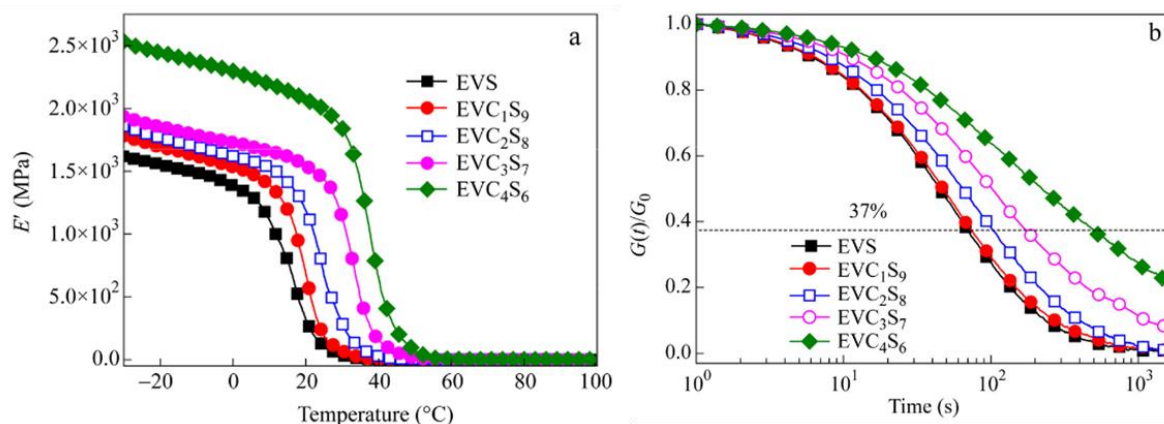 a
2.5×10³
2.0×10³
1.5×10³
1.0×10³
5.0×10²
0.0
E′ (MPa)
EVS
EVC₁S₉
EVC₂S₈
EVC₃S₇
EVC₄S₆
−20
0
20
40
60
80
100
Temperature (°C)
b
1.0
0.8
0.6
0.4
0.2
0.0
G(t)/G₀
37%
EVS
EVC₁S₉
EVC₂S₈
EVC₃S₇
EVC₄S₆
10⁰
10¹
10²
10³
Time (s)